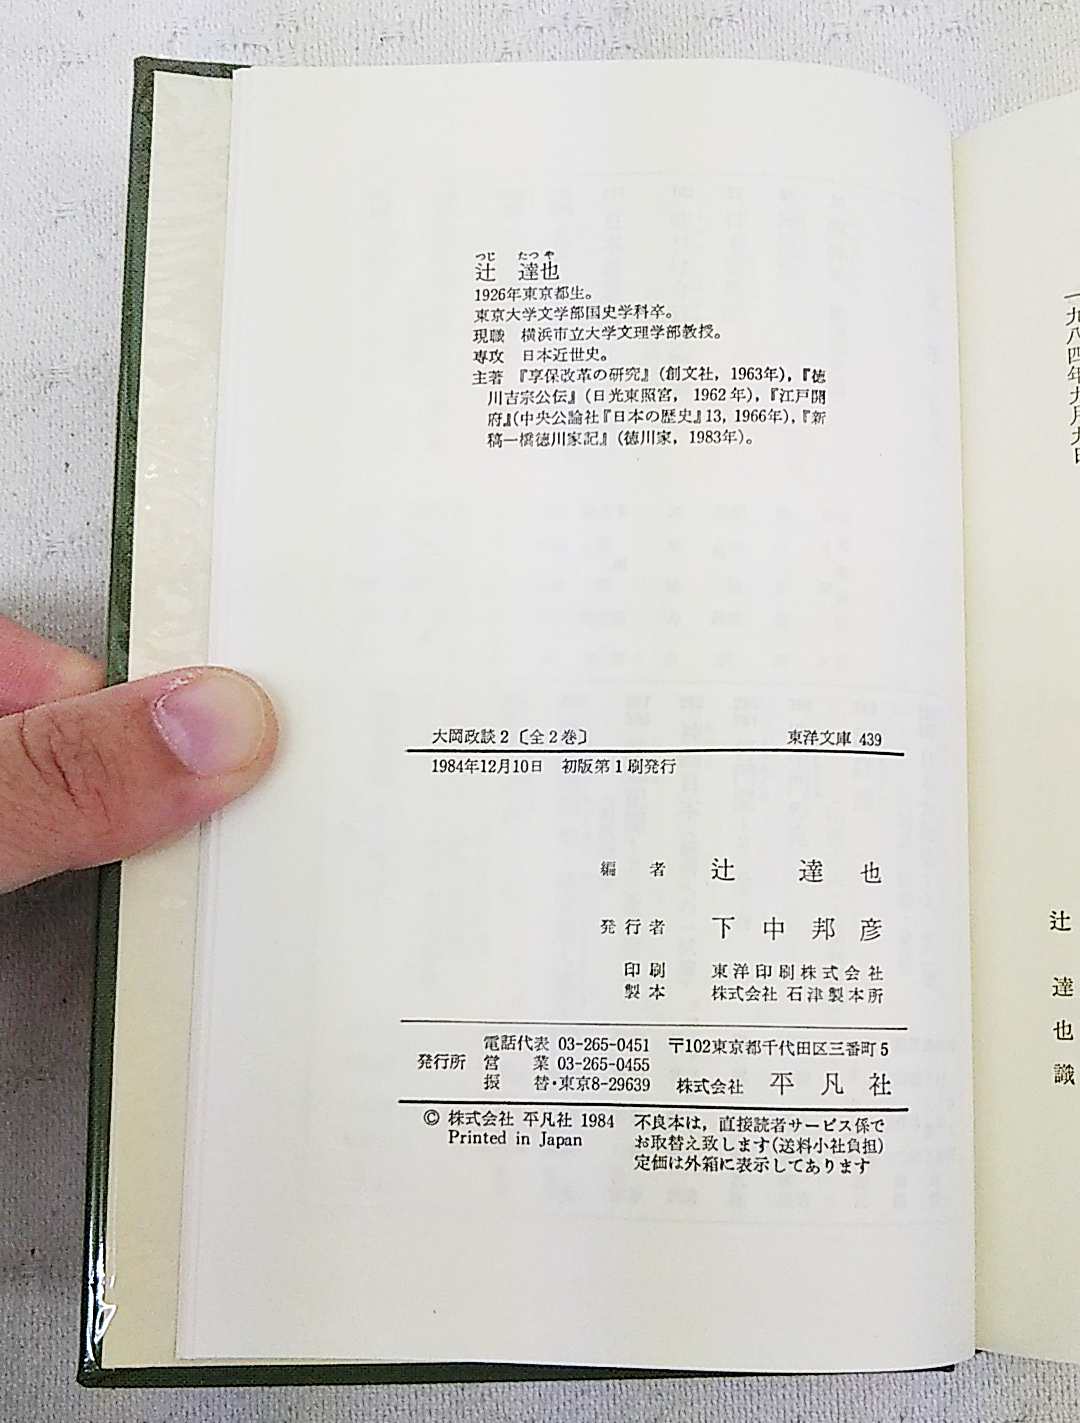 つじ たつ や
辻 達也
1926年東京都生。
東京大学文学部国史学科卒。
現職 横浜市立大学文理学部教授。
専攻 日本近世史。
主著 『享保改革の研究』(創文社, 1963年),『徳
川吉宗公伝』(日光東照宮, 1962年),『江戸開
府』(中央公論社『日本の歴史』13, 1966年),『新
稿一橋徳川家記』(徳川家, 1983年)。
大岡政談2〔全2巻〕 東洋文庫 439
1984年12月10日 初版第1刷発行
編者 辻 達也
発行者 下中邦彦
印刷 東洋印刷株式会社
製本 株式会社 石津製本所
発行所
電話代表 03-265-0451
営業 03-265-0455
振替・東京8-29639
〒102東京都千代田区三番町5
株式会社 平凡社
© 株式会社 平凡社 1984
Printed in Japan
不良本は, 直接読者サービス係で
お取替え致します(送料小社負担)
定価は外箱に表示してあります
一九八四年九月九日
辻 達也 識